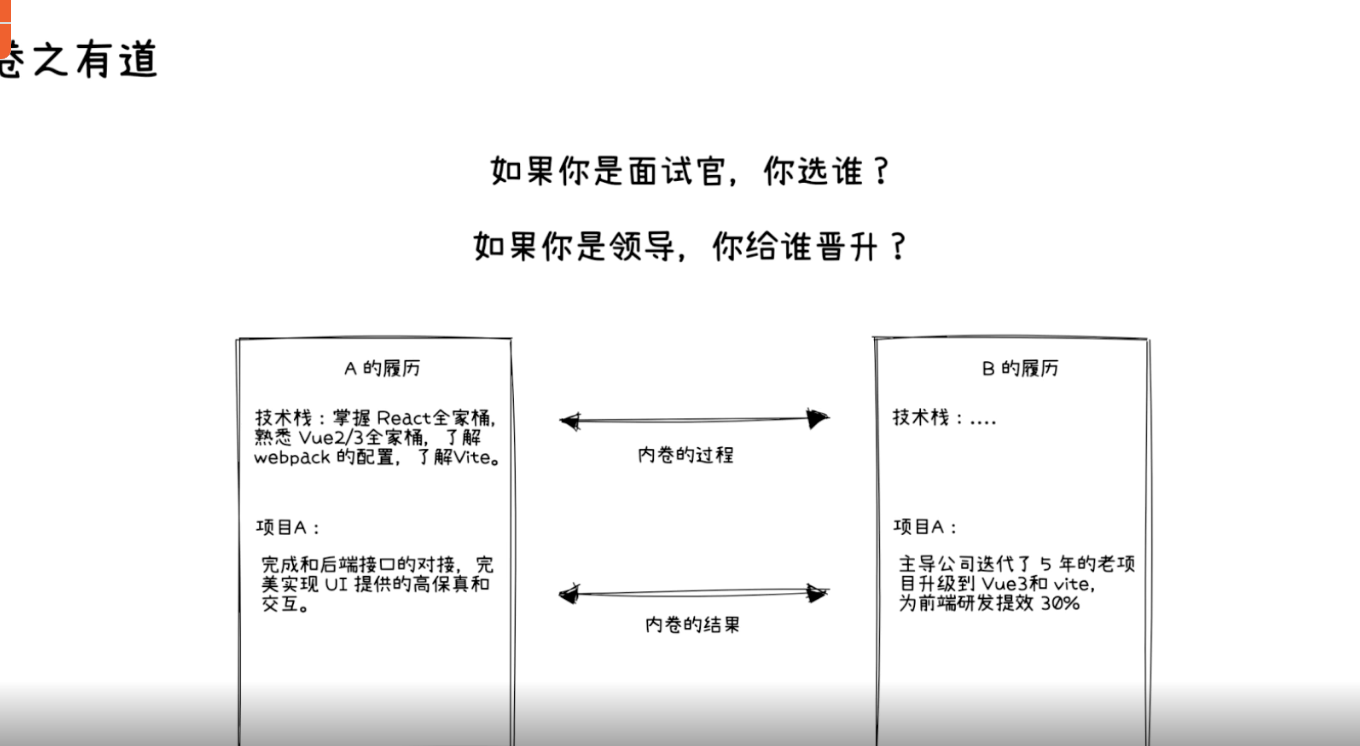 卷之有道
如果你是面试官，你选谁？
如果你是领导，你给谁晋升？
A 的履历
技术栈：掌握 React全家桶，
熟悉 Vue2/3全家桶，了解
webpack 的配置，了解Vite。
项目A：
完成和后端接口的对接，完
美实现 UI 提供的高保真和
交互。
内卷的过程
内卷的结果
B 的履历
技术栈：....
项目A：
主导公司迭代了 5 年的老项
目升级到 Vue3和 vite，
为前端研发提效 30%